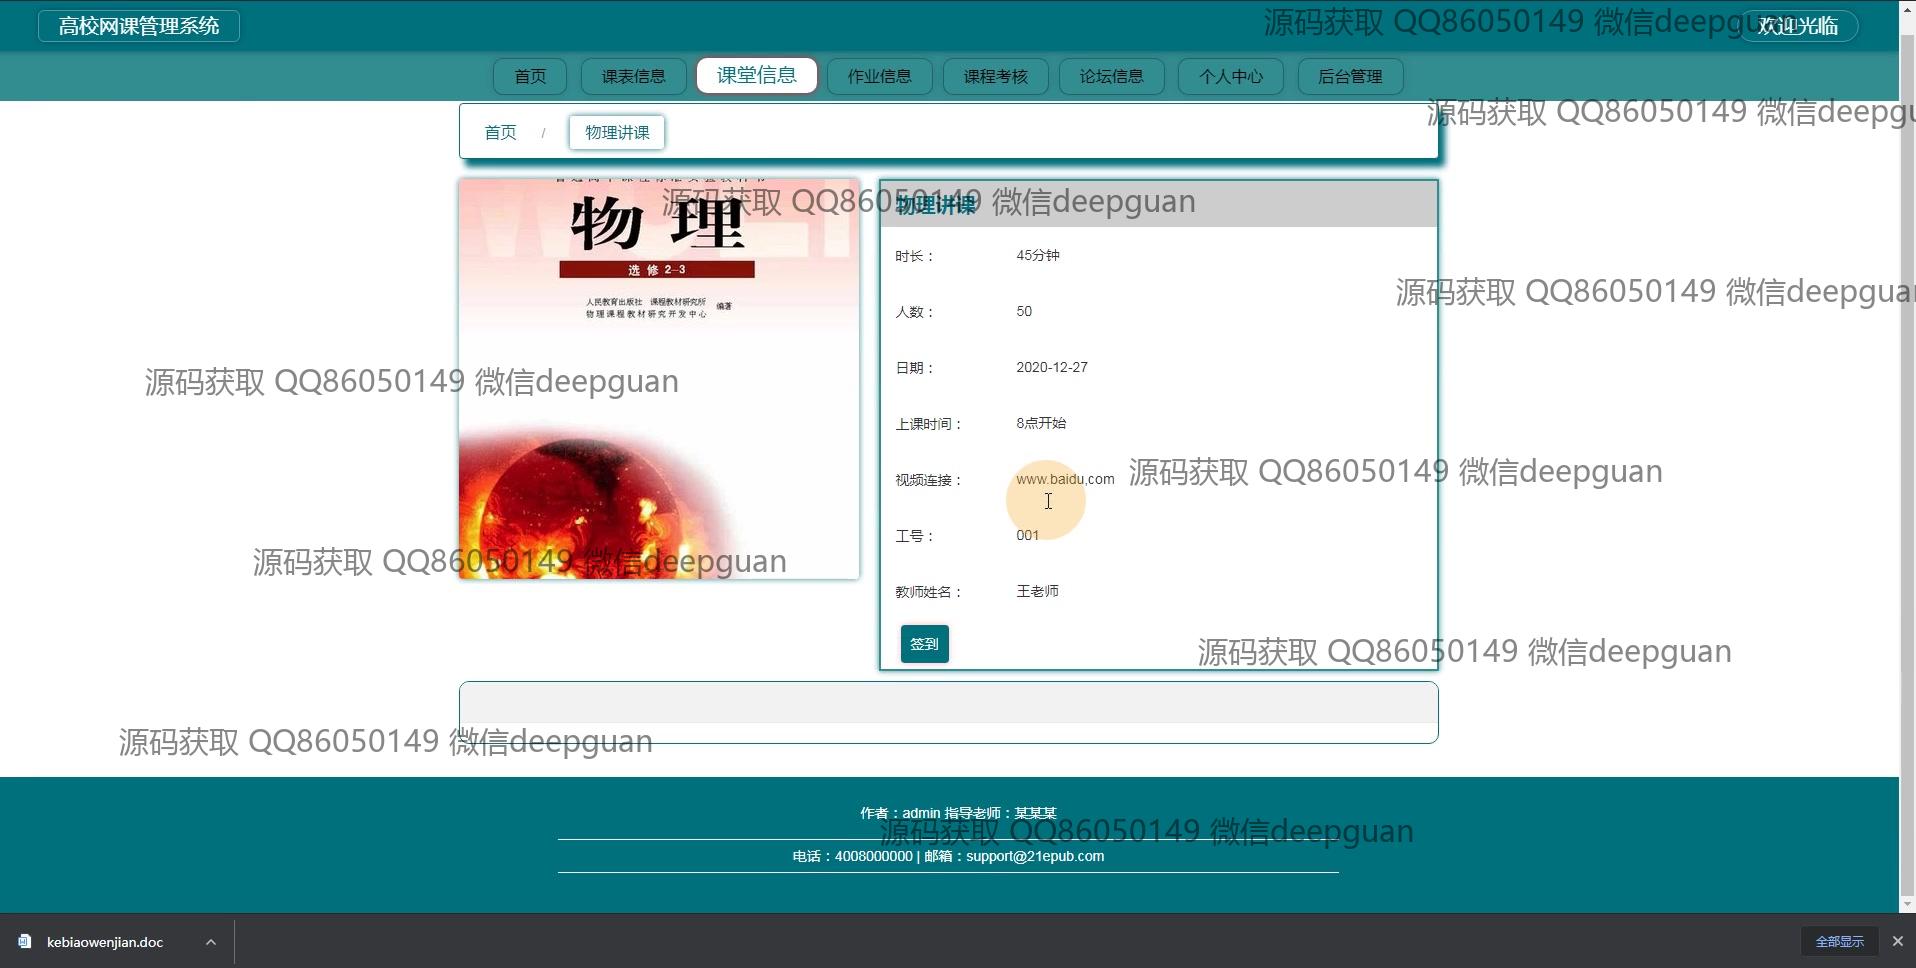 高校网课管理系统
欢迎光临
源码获取 QQ86050149 微信deepguan
首页
课表信息
课堂信息
作业信息
课程考核
论坛信息
个人中心
后台管理
源码获取 QQ86050149 微信deepgu
首页 / 物理讲课
物理
选修 2-3
人民教育出版社 课程教材研究所
物理课程教材研究开发中心
编著
源码获取 QQ86050149 微信deepguan
物理讲课
时长： 45分钟
源码获取 QQ86050149 微信deepguan
人数： 50
日期： 2020-12-27
源码获取 QQ86050149 微信deepguan
上课时间： 8点开始
视频连接： www.baidu,com
源码获取 QQ86050149 微信deepguan
工号： 001
源码获取 QQ86050149 微信deepguan
教师姓名： 王老师
签到
源码获取 QQ86050149 微信deepguan
源码获取 QQ86050149 微信deepguan
作者：admin 指导老师：某某某
源码获取 QQ86050149 微信deepguan
电话：4008000000 | 邮箱：support@21epub.com
kebiaowenjian.doc
全部显示